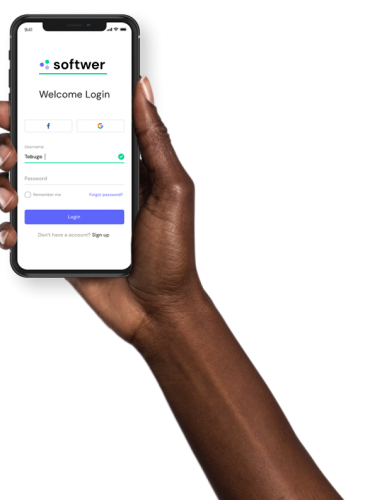 9:41
softwer
Welcome Login
Username
Tebugo
Password
Remember me Forgot password?
Login
Don't have a account? Sign up